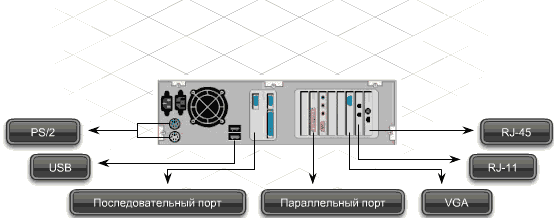 PS/2
RJ-45
USB
RJ-11
Последовательный порт
Параллельный порт
VGA